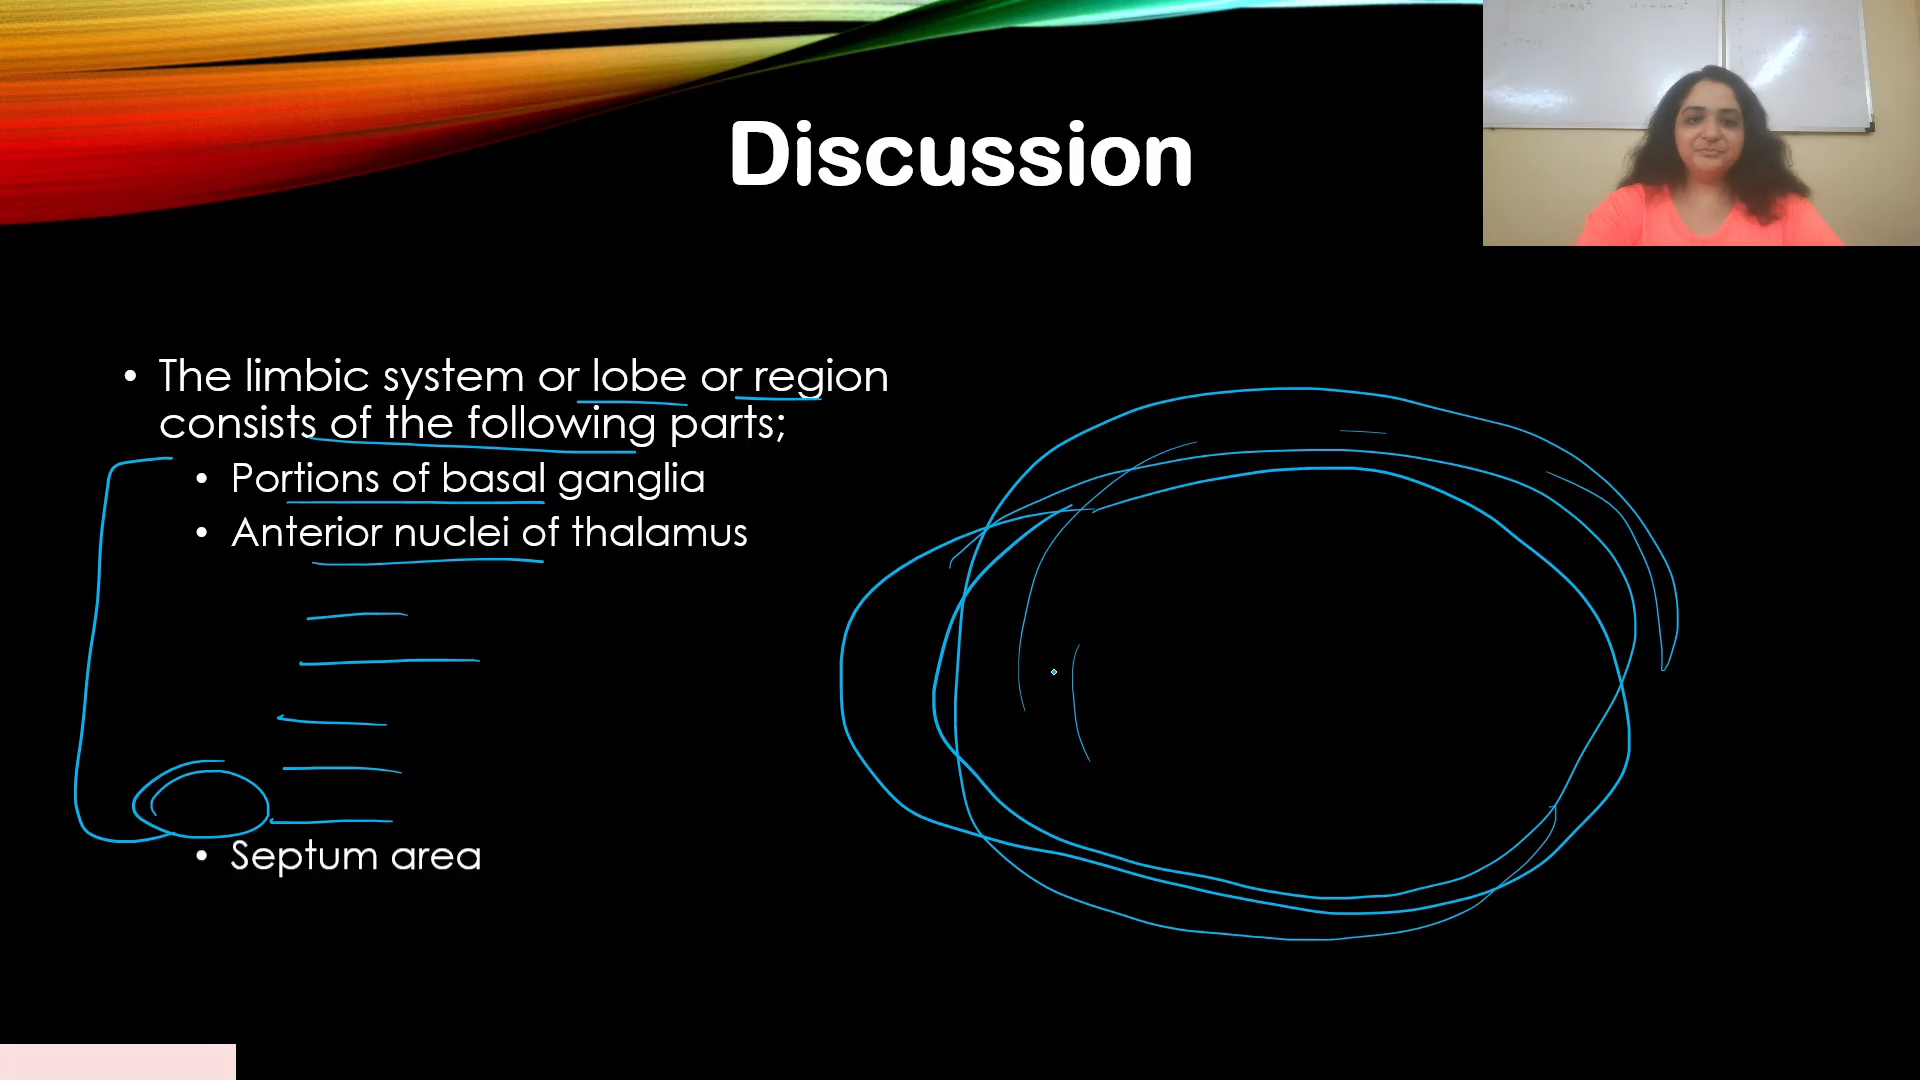 Discussion
• The limbic system or lobe or region
consists of the following parts;
• Portions of basal ganglia
• Anterior nuclei of thalamus
• Septum area